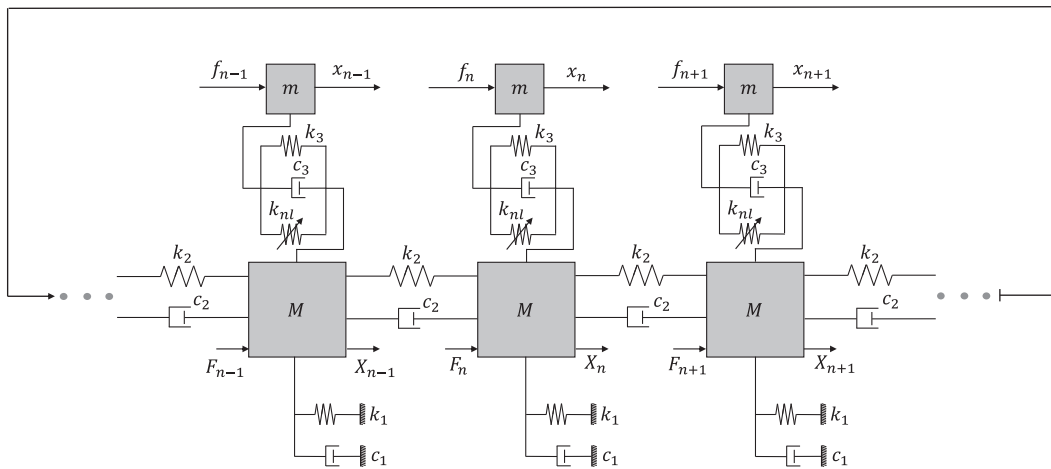 f_{n-1} m x_{n-1} f_n m x_n f_{n+1} m x_{n+1}
k_3 k_3 k_3
c_3 c_3 c_3
k_{nl} k_{nl} k_{nl}
k_2 k_2 k_2 k_2
c_2 M c_2 M c_2 M c_2
F_{n-1} X_{n-1} F_n X_n F_{n+1} X_{n+1}
k_1 k_1 k_1
c_1 c_1 c_1